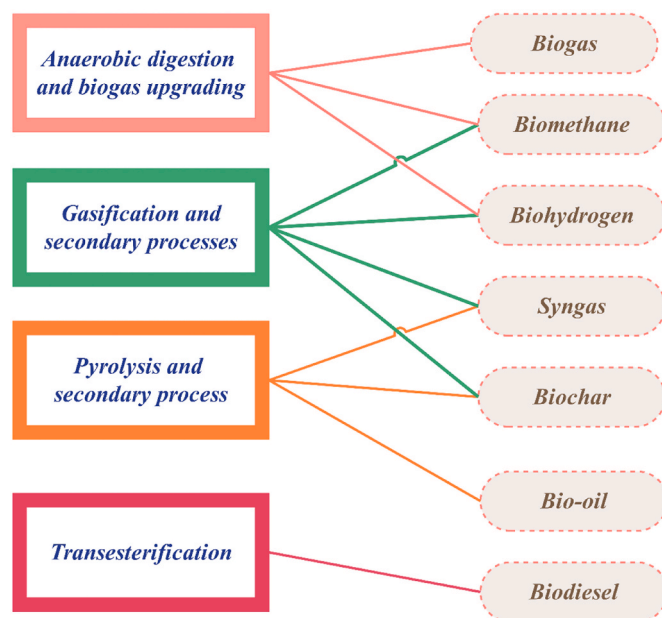 Anaerobic digestion
and biogas upgrading
Gasification and
secondary processes
Pyrolysis and
secondary process
Transesterification
Biogas
Biomethane
Biohydrogen
Syngas
Biochar
Bio-oil
Biodiesel